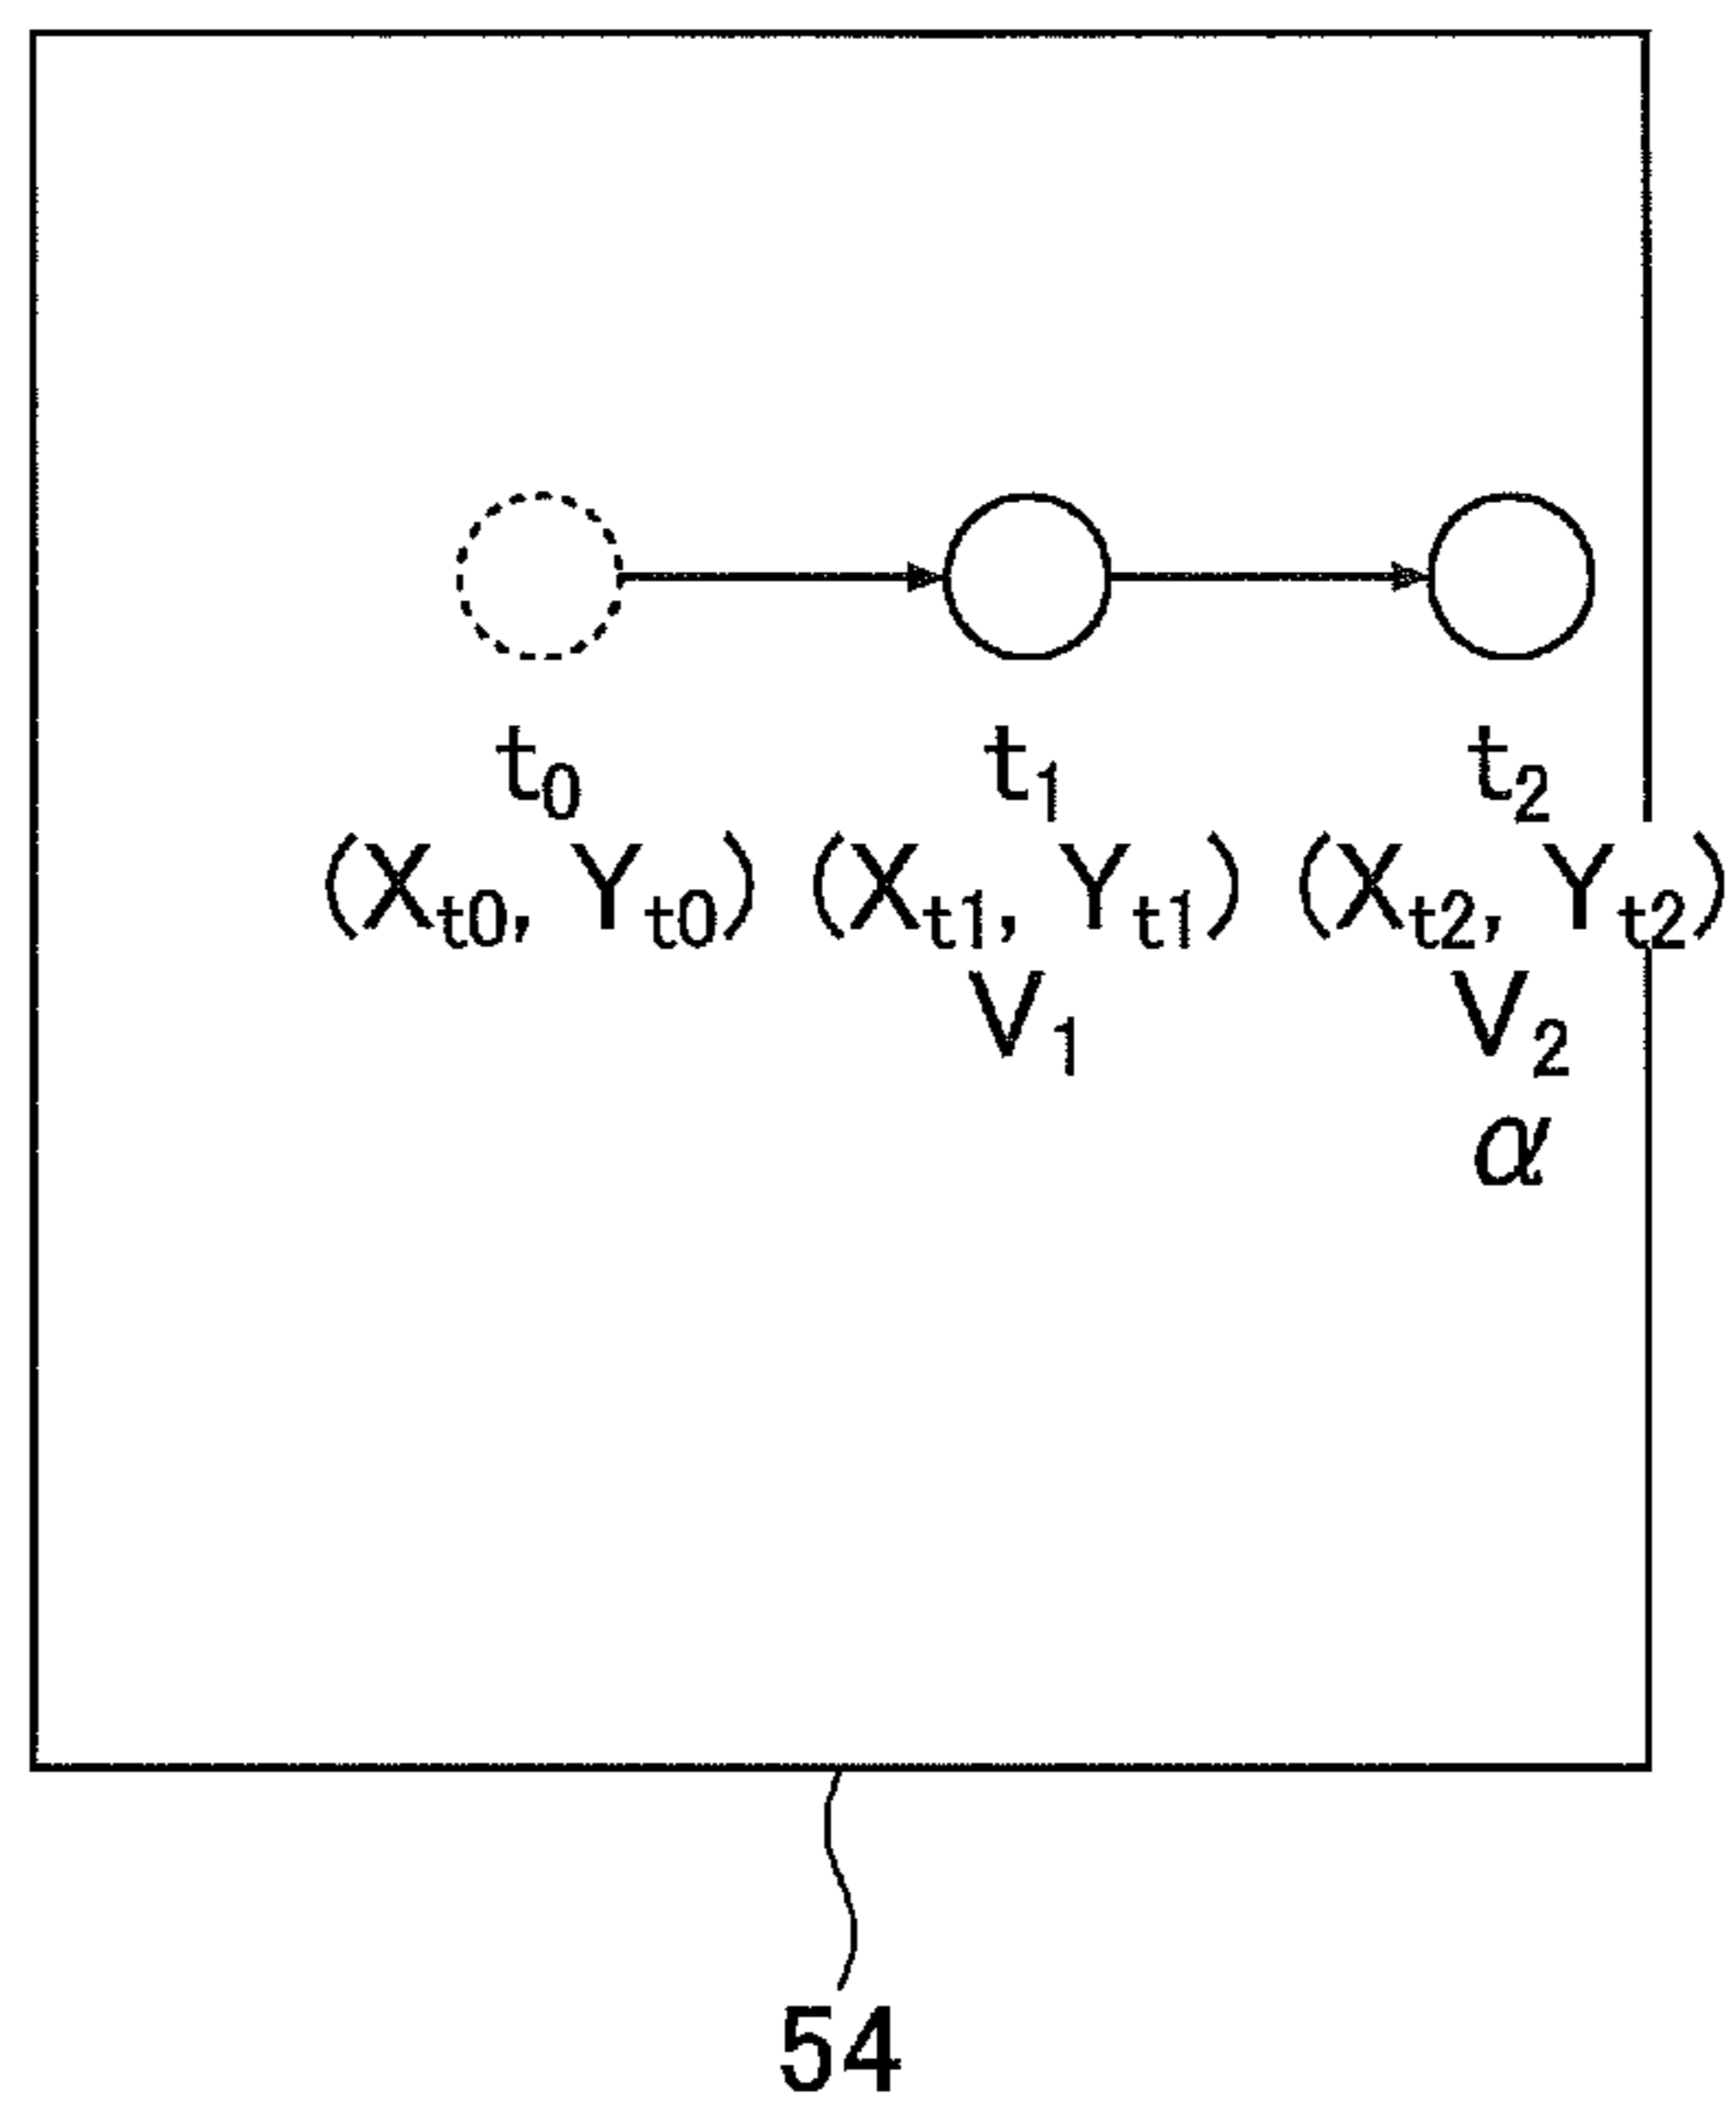 t₀ t₁ t₂
(Xt0, Yt0) (Xt1, Yt1) (Xt2, Yt2)
V₁ V₂
α
54